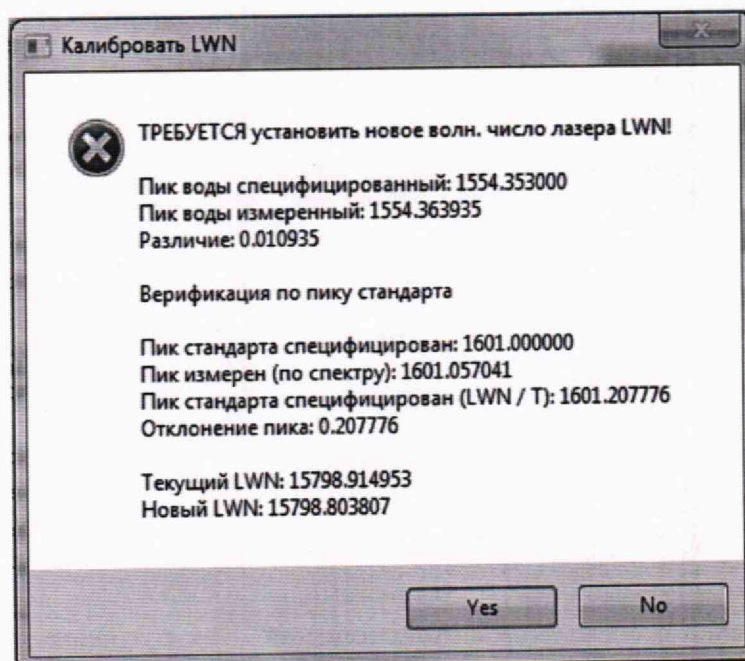 Калибровать LWN
ТРЕБУЕТСЯ установить новое волн. число лазера LWN!
Пик воды специфицированный: 1554.353000
Пик воды измеренный: 1554.363935
Различие: 0.010935
Верификация по пику стандарта
Пик стандарта специфицирован: 1601.000000
Пик измерен (по спектру): 1601.057041
Пик стандарта специфицирован (LWN / T): 1601.207776
Отклонение пика: 0.207776
Текущий LWN: 15798.914953
Новый LWN: 15798.803807
Yes
No